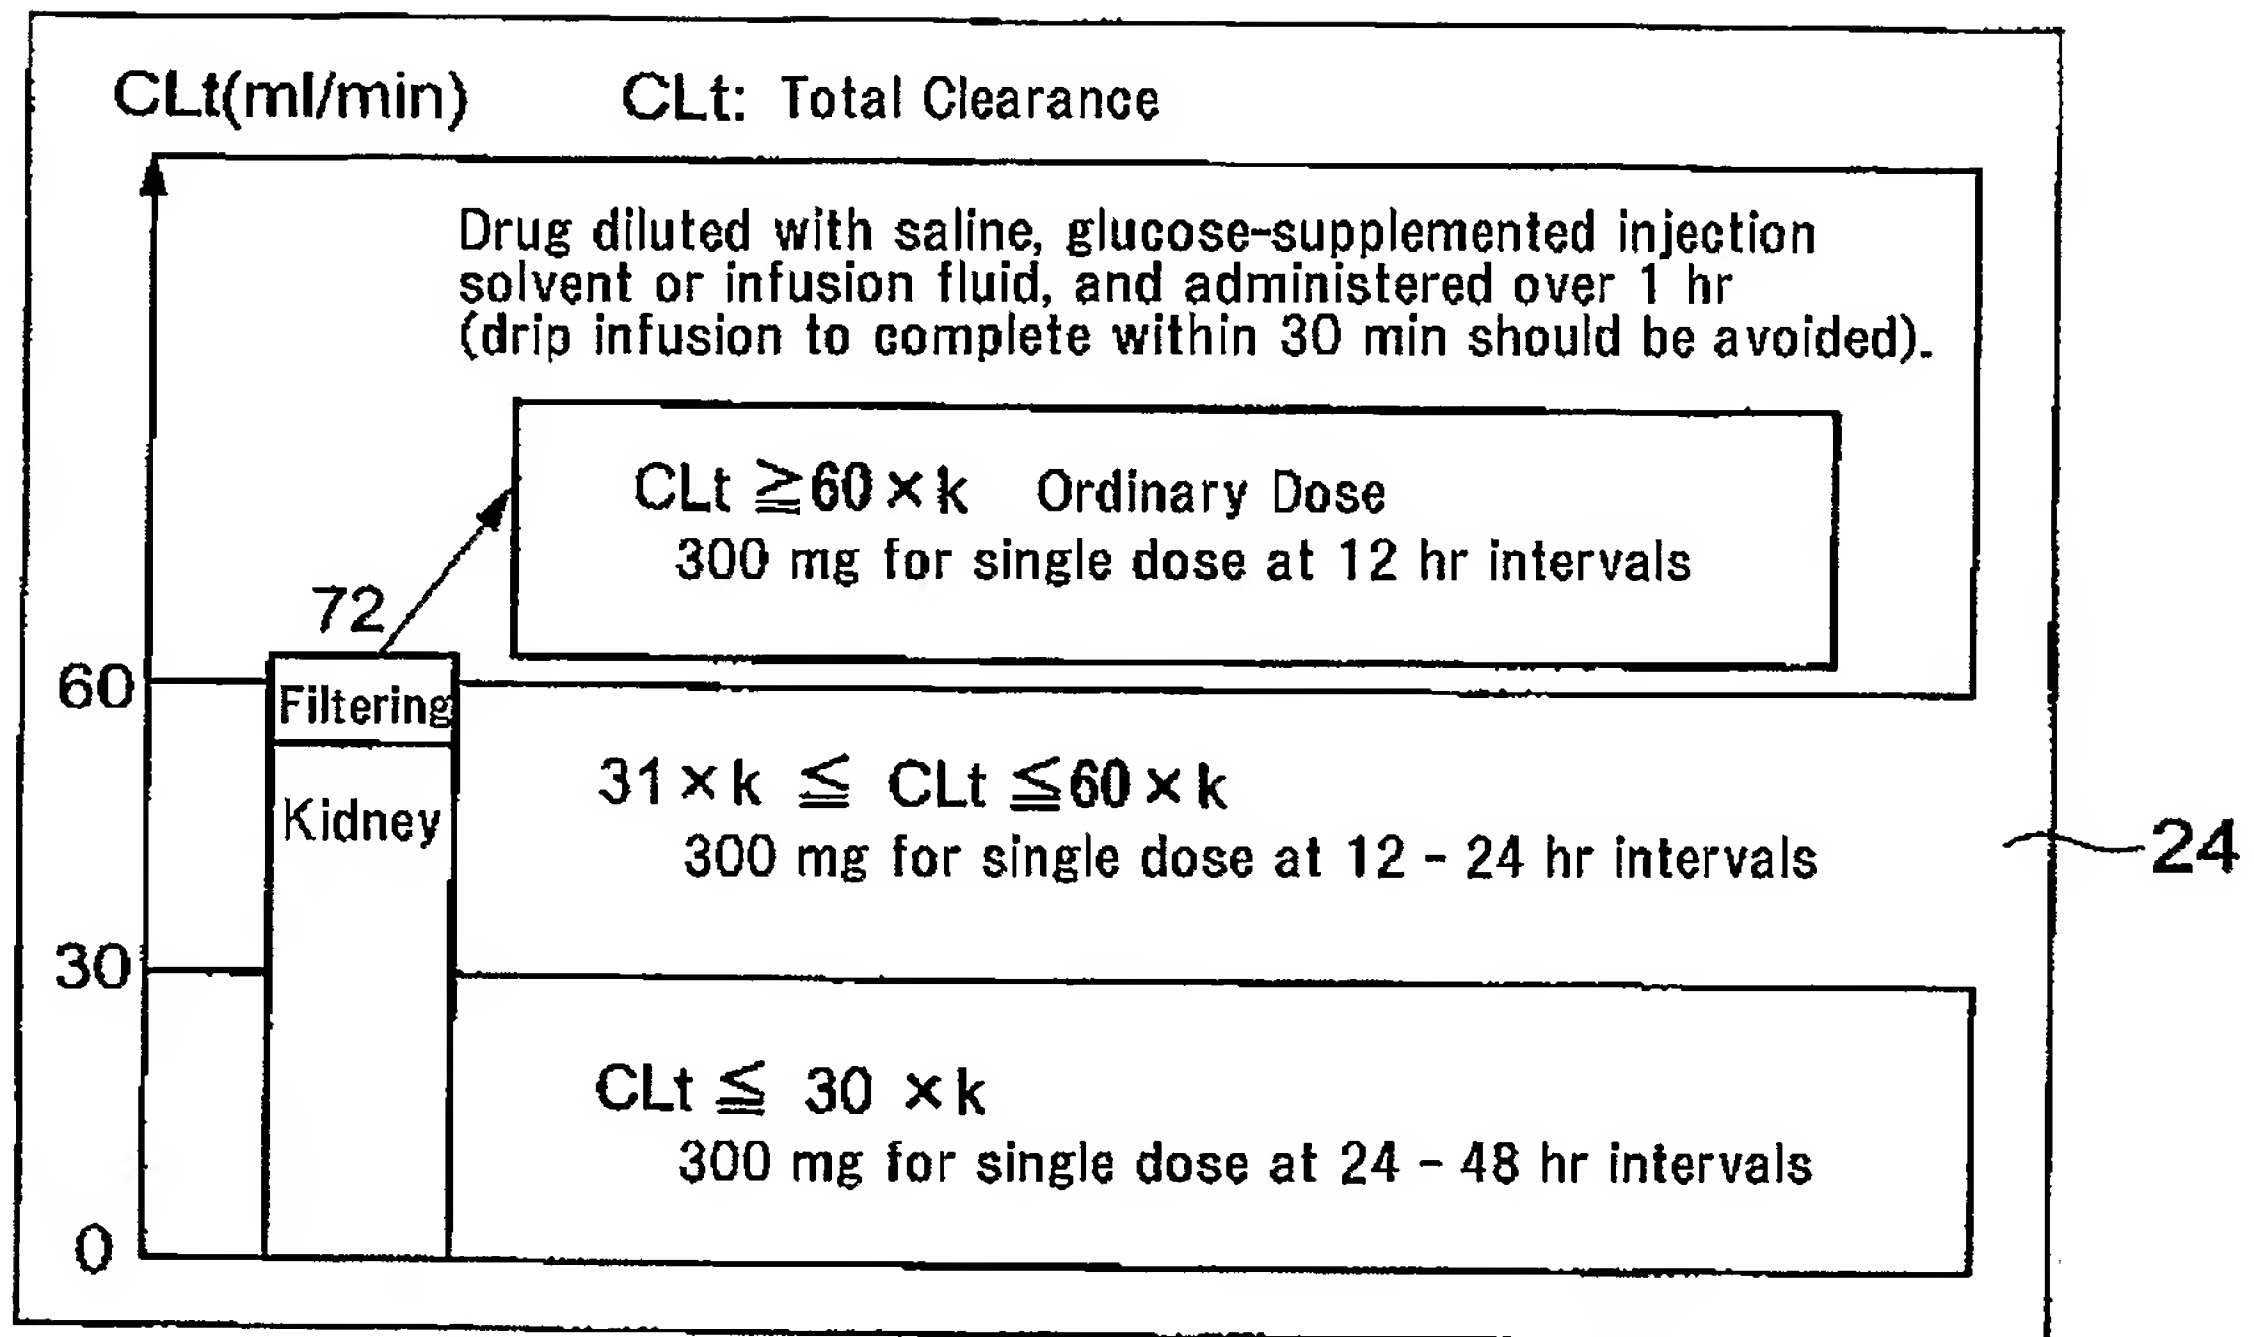 CLt(ml/min) CLt: Total Clearance
Drug diluted with saline, glucose-supplemented injection
solvent or infusion fluid, and administered over 1 hr
(drip infusion to complete within 30 min should be avoided).
CLt ≧60×k Ordinary Dose
300 mg for single dose at 12 hr intervals
72
60
Filtering
31×k ≦ CLt ≦60×k
Kidney
300 mg for single dose at 12 - 24 hr intervals
24
30
CLt ≦ 30 ×k
300 mg for single dose at 24 - 48 hr intervals
0